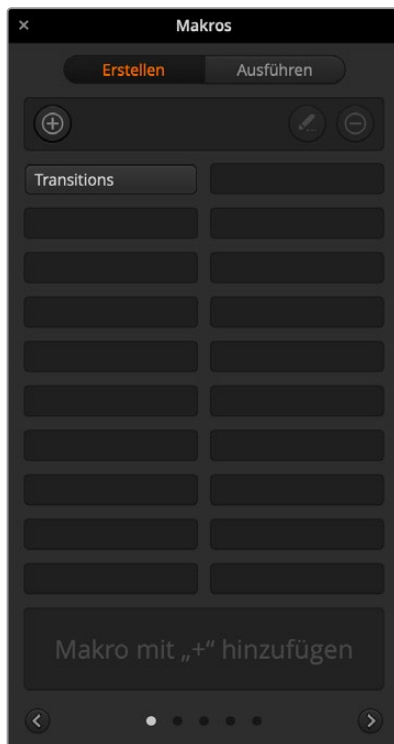 Makros
Erstellen Ausführen
Transitions
Makro mit „+“ hinzufügen